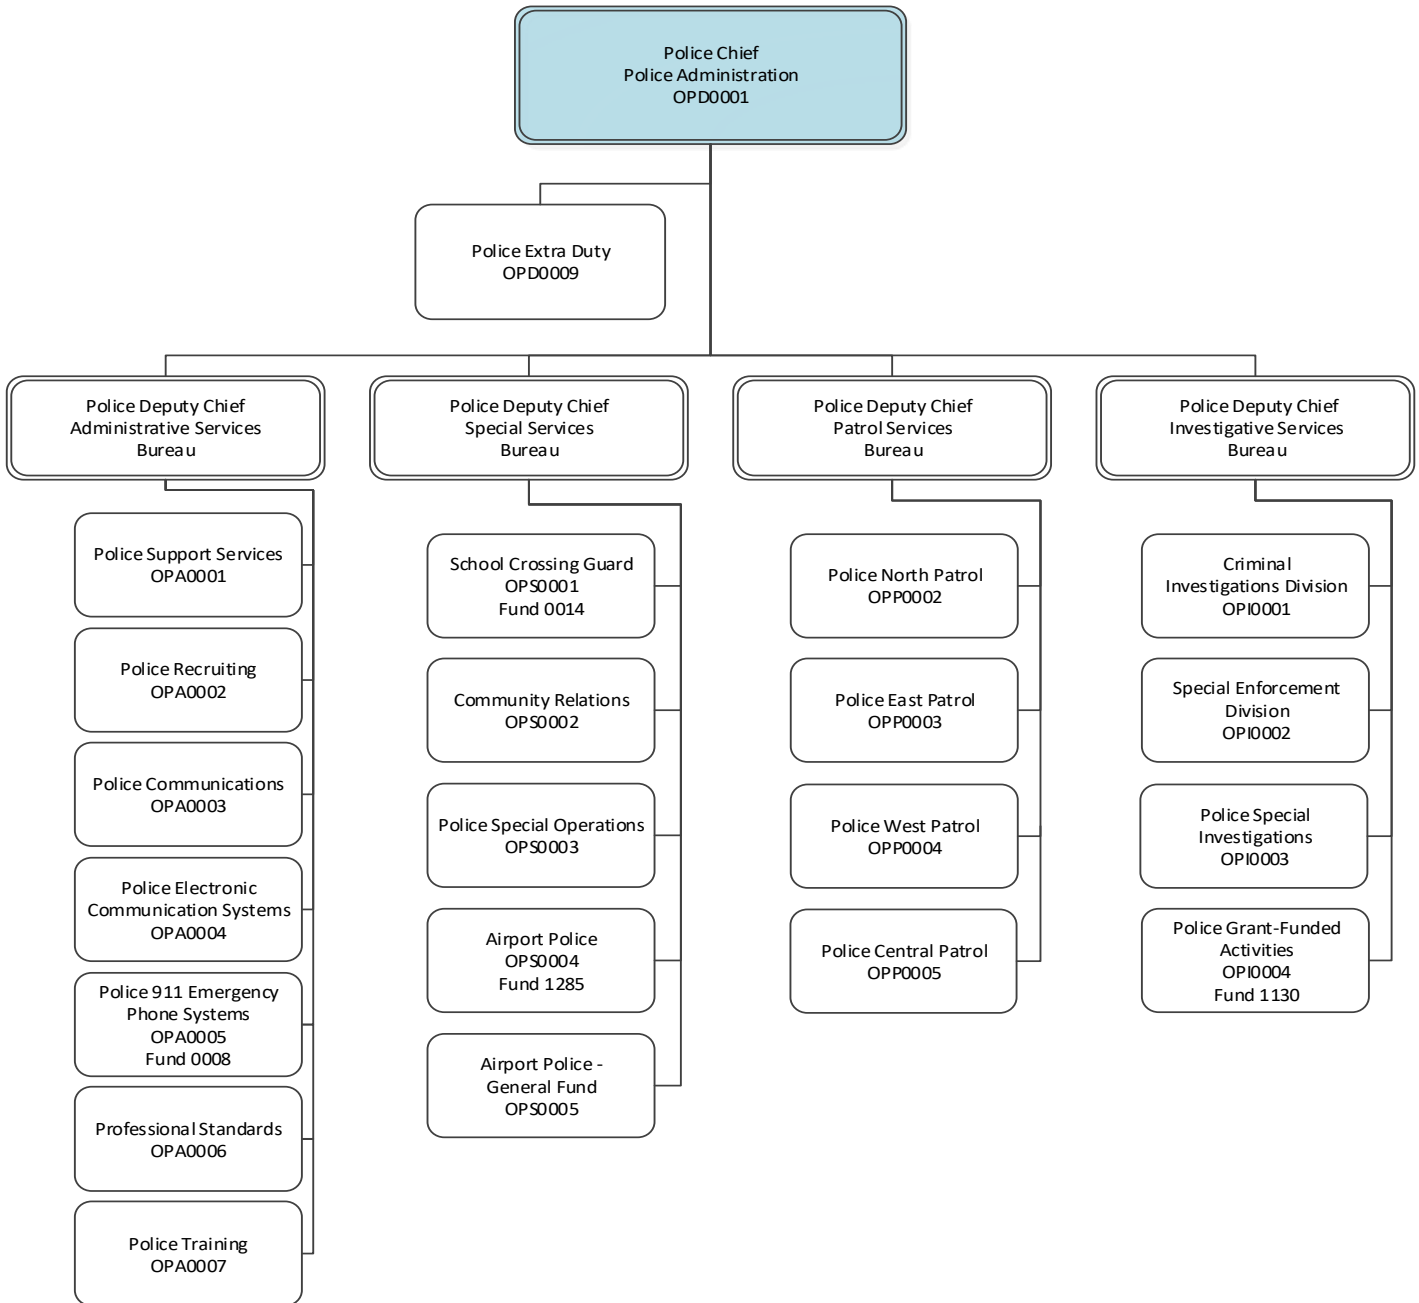 Police Chief
Police Administration
OPD0001
Police Extra Duty
OPD0009
Police Deputy Chief
Administrative Services
Bureau
Police Deputy Chief
Special Services
Bureau
Police Deputy Chief
Patrol Services
Bureau
Police Deputy Chief
Investigative Services
Bureau
Police Support Services
OPA0001
Police Recruiting
OPA0002
Police Communications
OPA0003
Police Electronic
Communication Systems
OPA0004
Police 911 Emergency
Phone Systems
OPA0005
Fund 0008
Professional Standards
OPA0006
Police Training
OPA0007
School Crossing Guard
OPS0001
Fund 0014
Community Relations
OPS0002
Police Special Operations
OPS0003
Airport Police
OPS0004
Fund 1285
Airport Police -
General Fund
OPS0005
Police North Patrol
OPP0002
Police East Patrol
OPP0003
Police West Patrol
OPP0004
Police Central Patrol
OPP0005
Criminal
Investigations Division
OPI0001
Special Enforcement
Division
OPI0002
Police Special
Investigations
OPI0003
Police Grant-Funded
Activities
OPI0004
Fund 1130